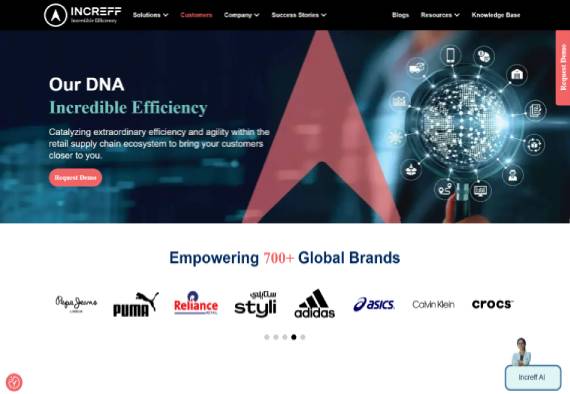 INCREFF
Incredible Efficiency
Solutions
Customers
Company
Success Stories
Blogs
Resources
Knowledge Base
Request Demo
Our DNA
Incredible Efficiency
Catalyzing extraordinary efficiency and agility within the
retail supply chain ecosystem to bring your customers
closer to you.
Request Demo
Empowering 700+ Global Brands
Pepe Jeans
LONDON
PUMA
Reliance
RETAIL
ستايلي
styli
adidas
asics
Calvin Klein
crocs
Increff AI